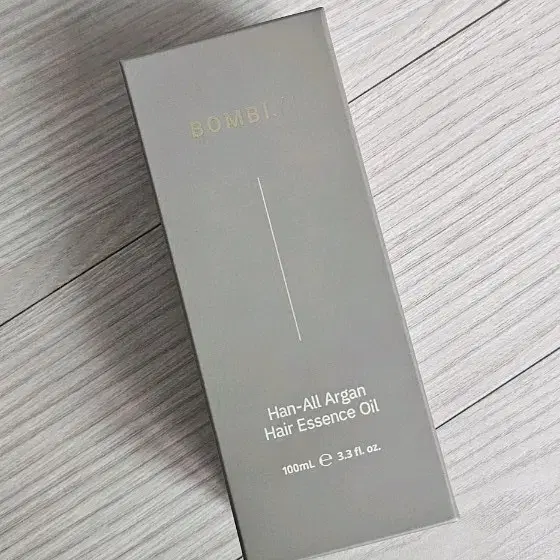 Han-All Argan
Hair Essence Oil
100mL ℮ 3.3 fl. oz.